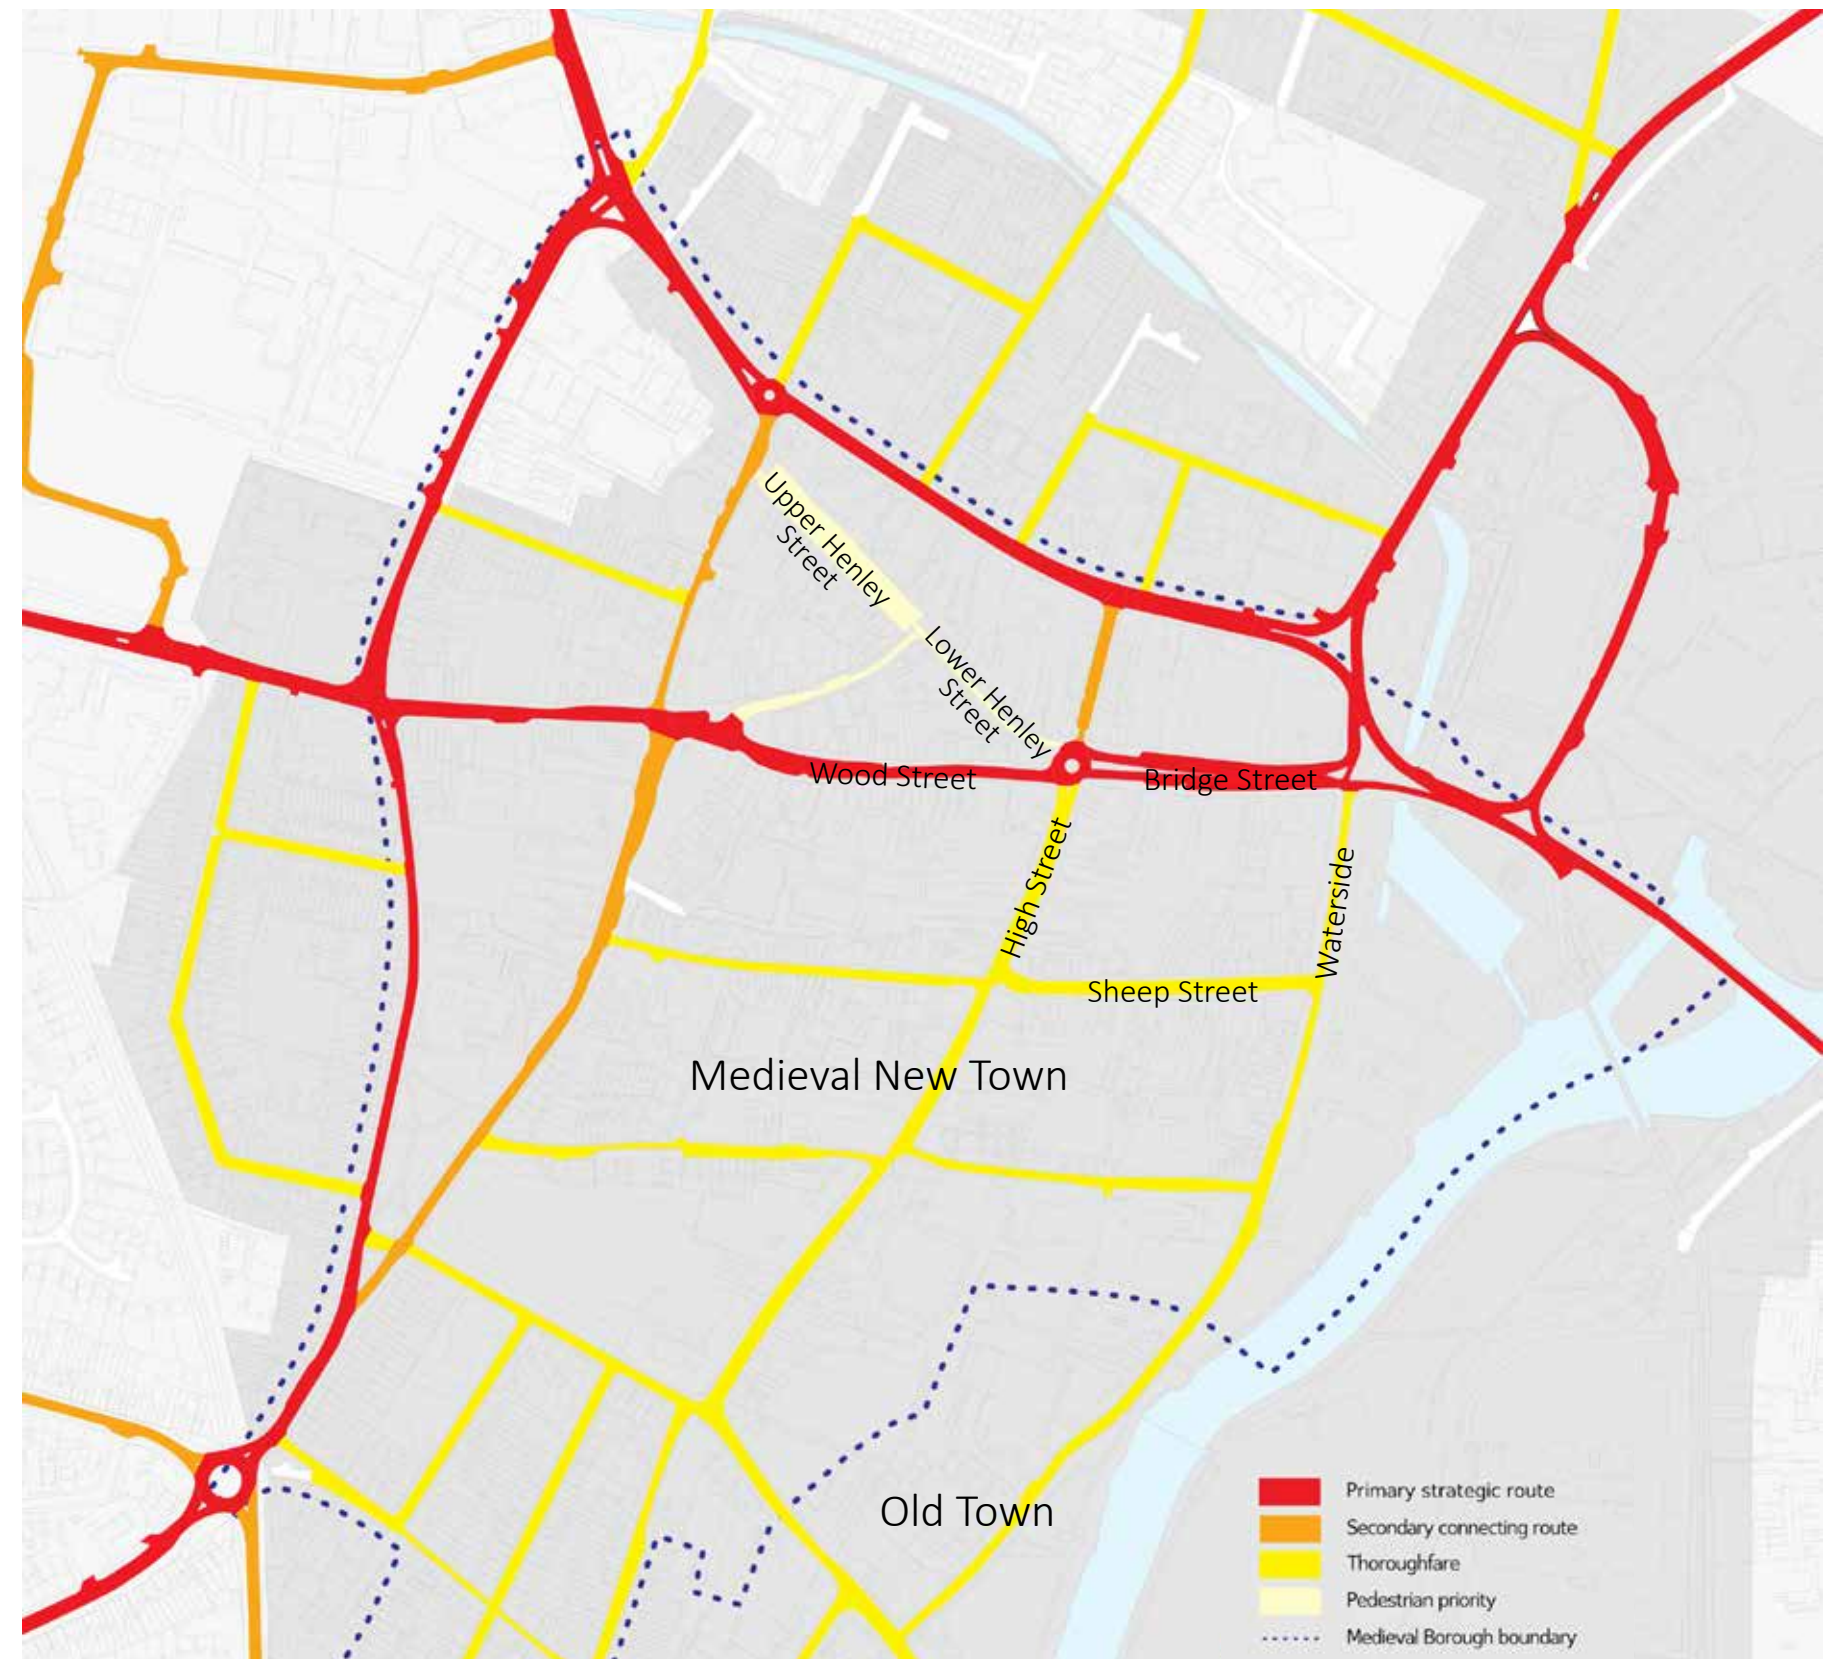 Upper Henley
Street
Lower Henley
Street
Wood Street
Bridge Street
High Street
Waterside
Sheep Street
Medieval New Town
Old Town
Primary strategic route
Secondary connecting route
Thoroughfare
Pedestrian priority
Medieval Borough boundary